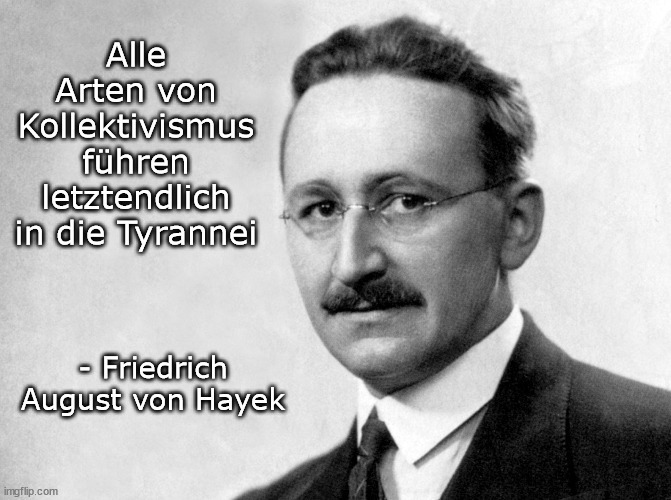 Alle
Arten von
Kollektivismus
führen
letztendlich
in die Tyrannei
- Friedrich
August von Hayek
imgflip.com